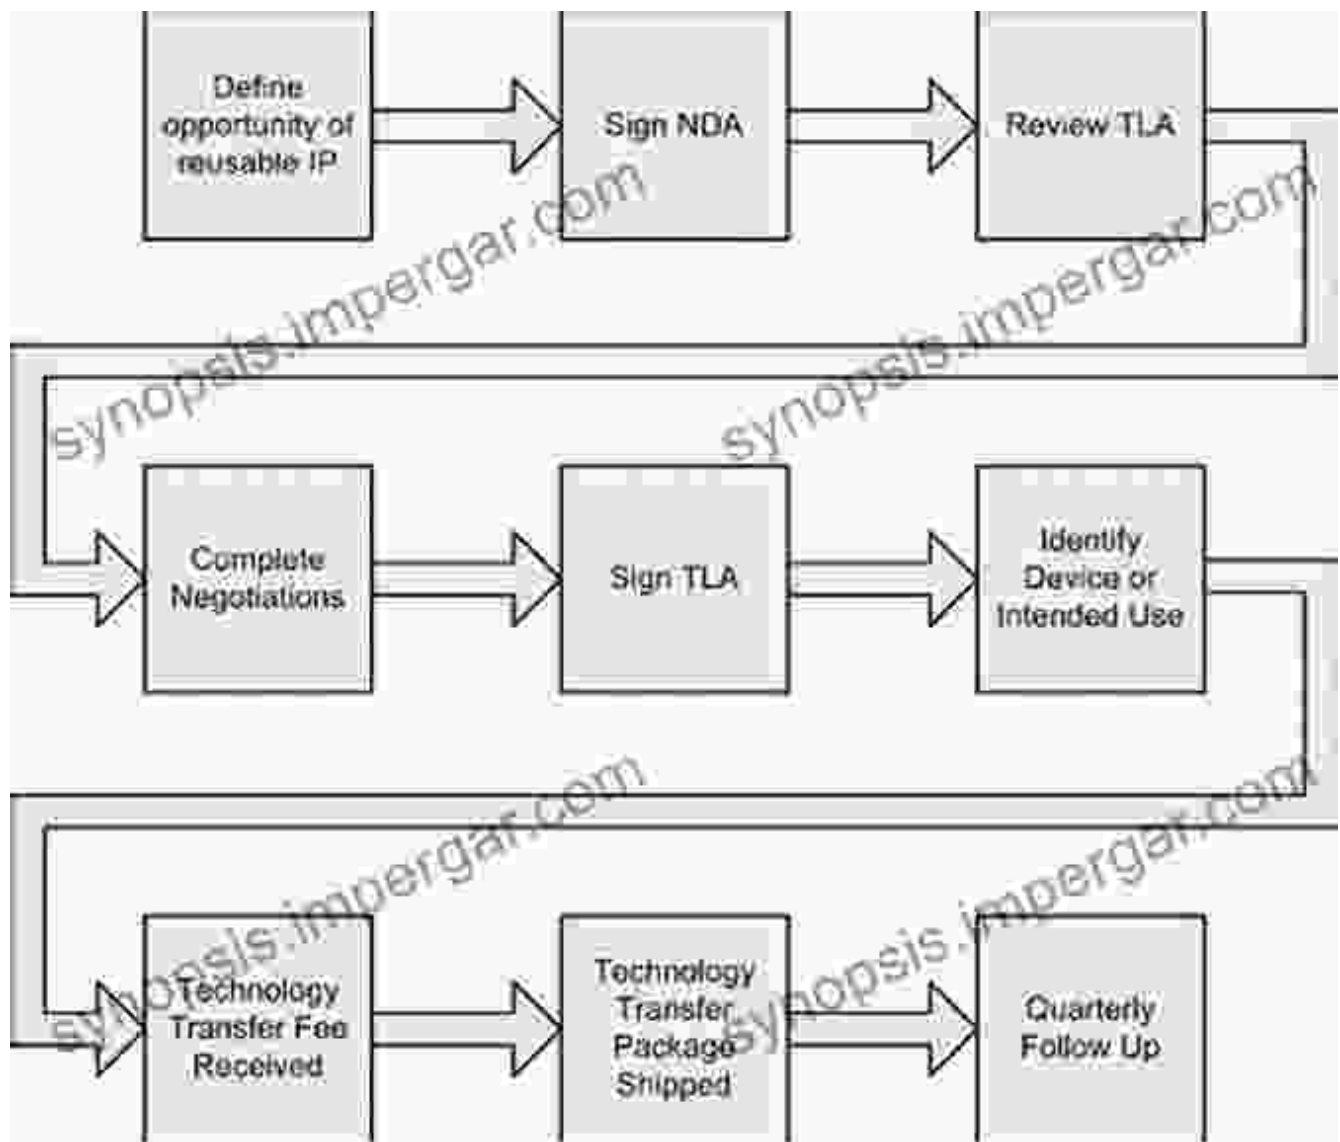 Define
opportunity of
reusable IP
Sign NDA
Review TLA
synopsis.impergar.com
synopsis.impergar.com
Complete
Negotiations
Sign TLA
Identify
Device or
Intended Use
synopsis.impergar.com
synopsis.impergar.com
Technology
Transfer Fee
Received
Technology
Transfer
Package
Shipped
Quarterly
Follow Up